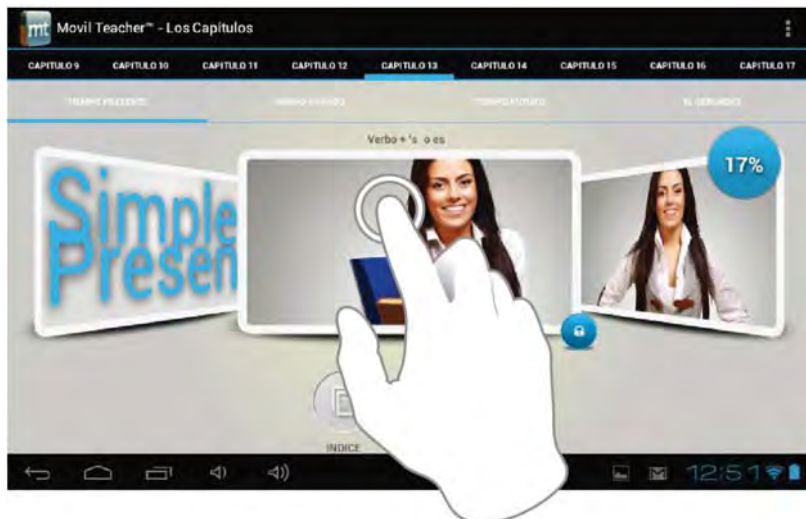 mt Movil Teacher™ - Los Capítulos
CAPITULO 9 CAPITULO 10 CAPITULO 11 CAPITULO 12 CAPITULO 13 CAPITULO 14 CAPITULO 15 CAPITULO 16 CAPITULO 17
TIEMPO PRESENTE TIEMPO FUTURO EL GERUNDIO
Verbo + 's o es
17%
Simple
Presen
INDICE
12:51